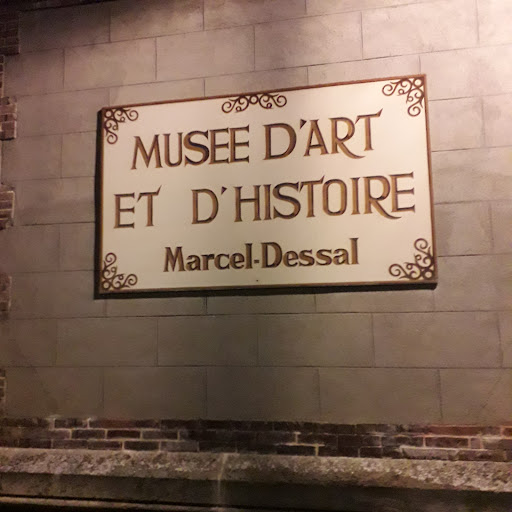 MUSEE D'ART
ET D'HISTOIRE
Marcel-Dessal